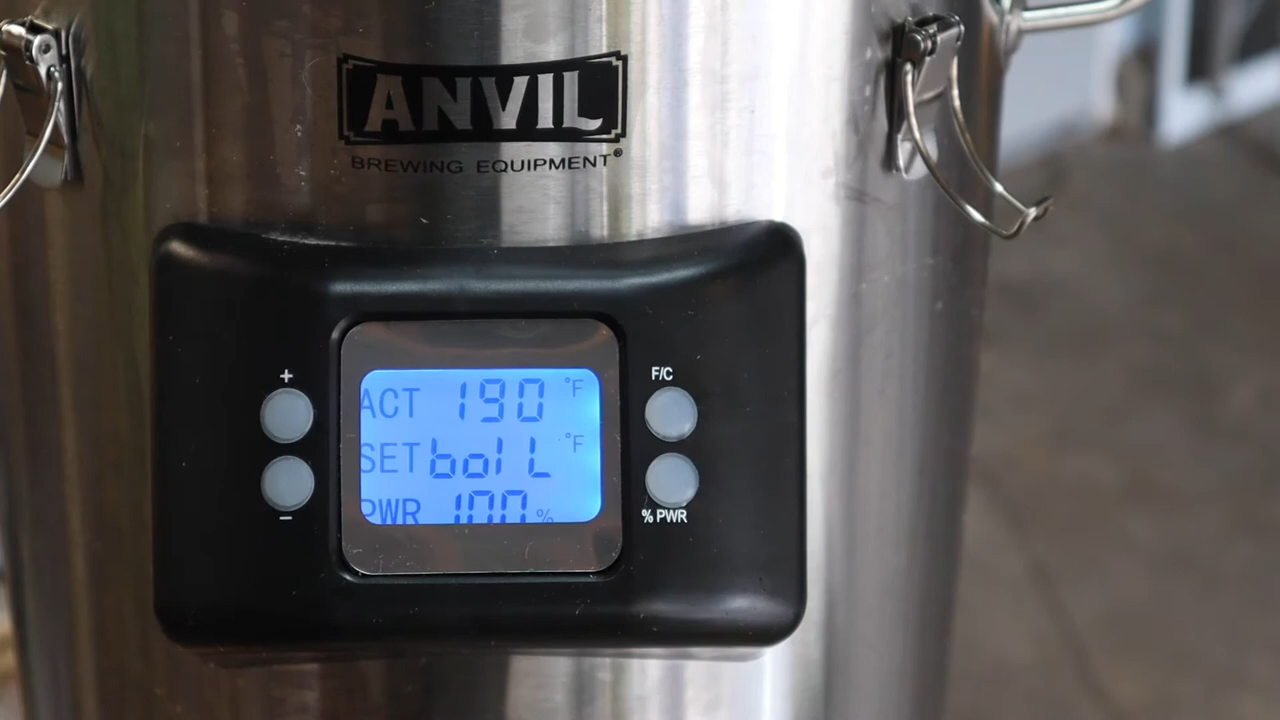 ANVIL
BREWING EQUIPMENT®
+
F/C
ACT 190 °F
SET boil °F
PWR 100 %
−
% PWR